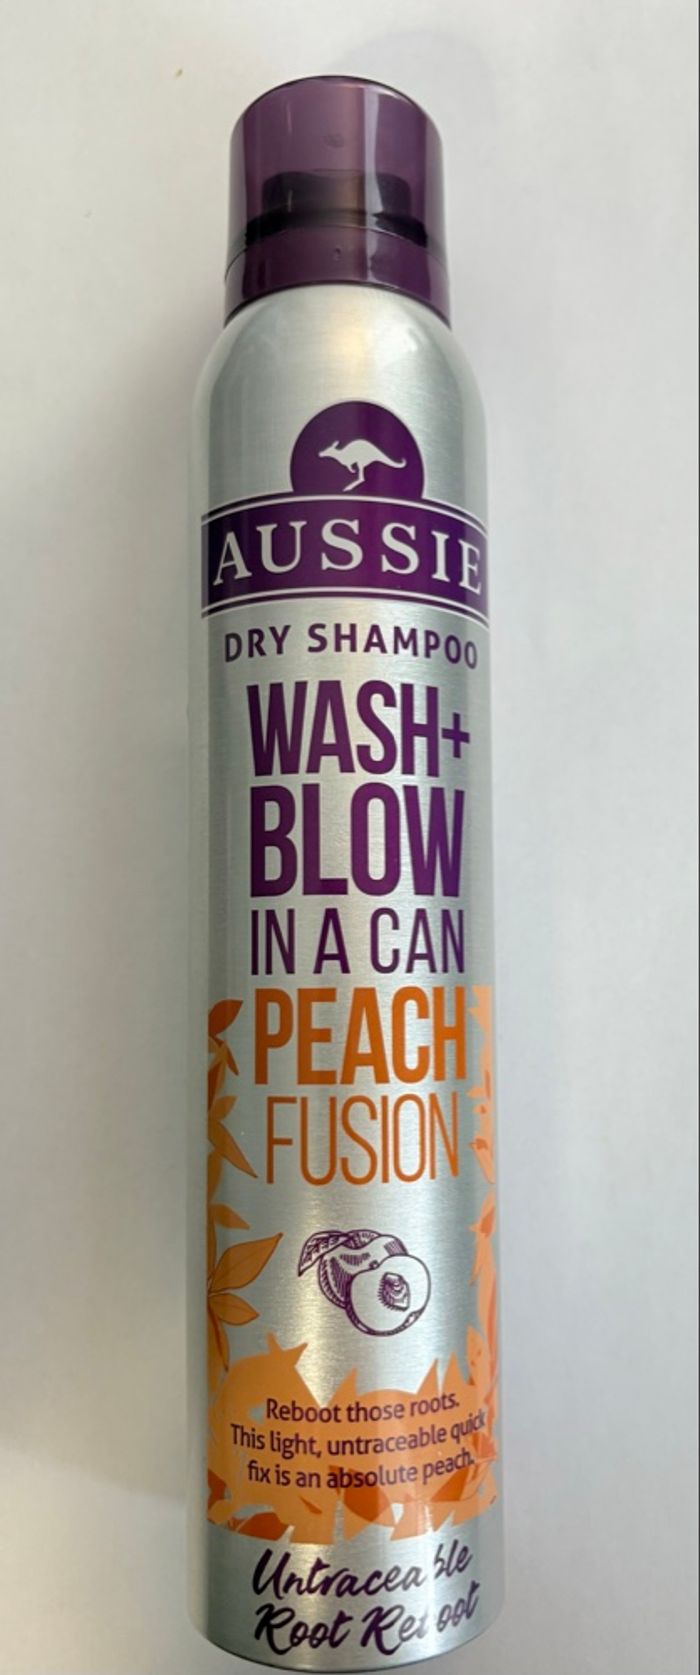 AUSSIE
DRY SHAMPOO
WASH+
BLOW
IN A CAN
PEACH
FUSION
Reboot those roots.
This light, untraceable quick
fix is an absolute peach.
Untraceable
Root Reboot